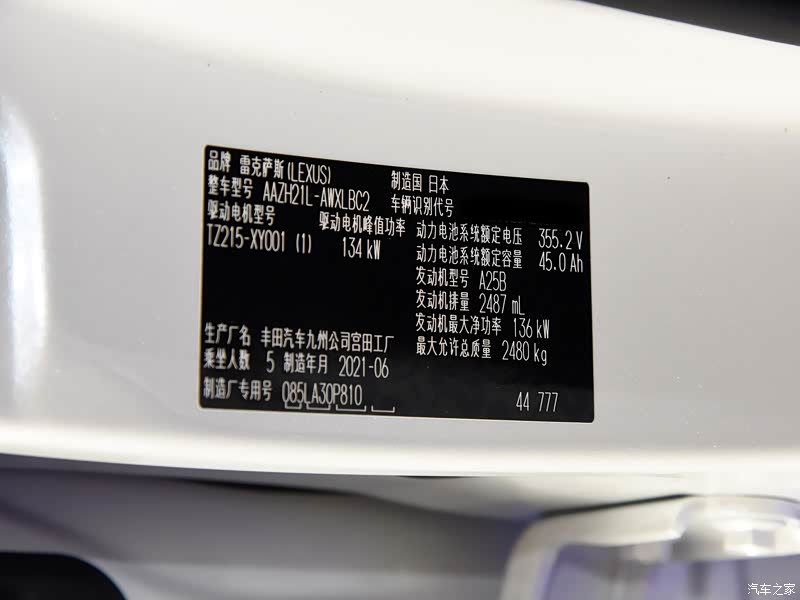 品牌 雷克萨斯(LEXUS) 制造国 日本
整车型号 AAZH21L-AWXLBC2 车辆识别代号
驱动电机型号 驱动电机峰值功率 动力电池系统额定电压 355.2 V
TZ215-XY001 (1) 134 kW 动力电池系统额定容量 45.0 Ah
发动机型号 A25B
发动机排量 2487 mL
发动机最大净功率 136 kW
最大允许总质量 2480 kg
生产厂名 丰田汽车九州公司宫田工厂
乘坐人数 5 制造年月 2021-06
制造厂专用号 085LA30P810
44 777
汽车之家